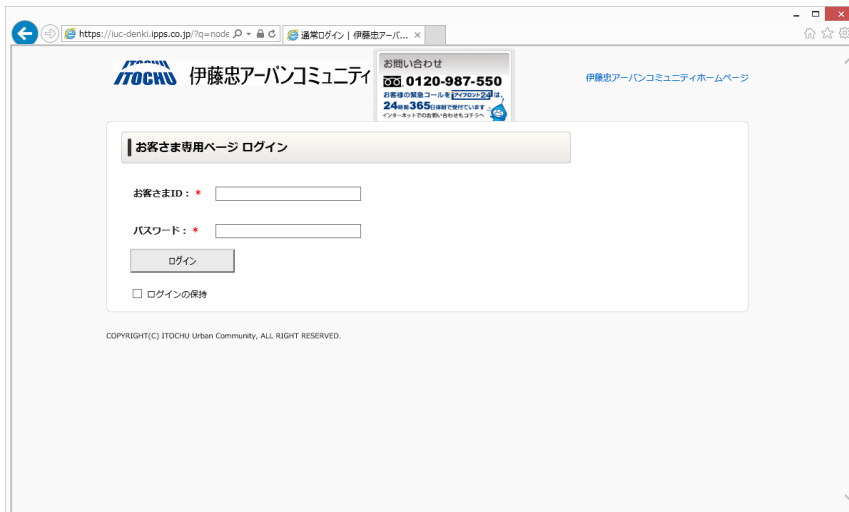 https://iuc-denki.ipps.co.jp/?q=node
通常ログイン | 伊藤忠アーバ... ×
ITOCHU 伊藤忠アーバンコミュニティ
お問い合わせ
0120-987-550
お客様の緊急コールを アイフロント24 は、
24時間365日体制で受付ています
インターネットでのお問い合わせもコチラへ
伊藤忠アーバンコミュニティホームページ
お客さま専用ページ ログイン
お客さまID： *
パスワード： *
ログイン
ログインの保持
COPYRIGHT(C) ITOCHU Urban Community, ALL RIGHT RESERVED.